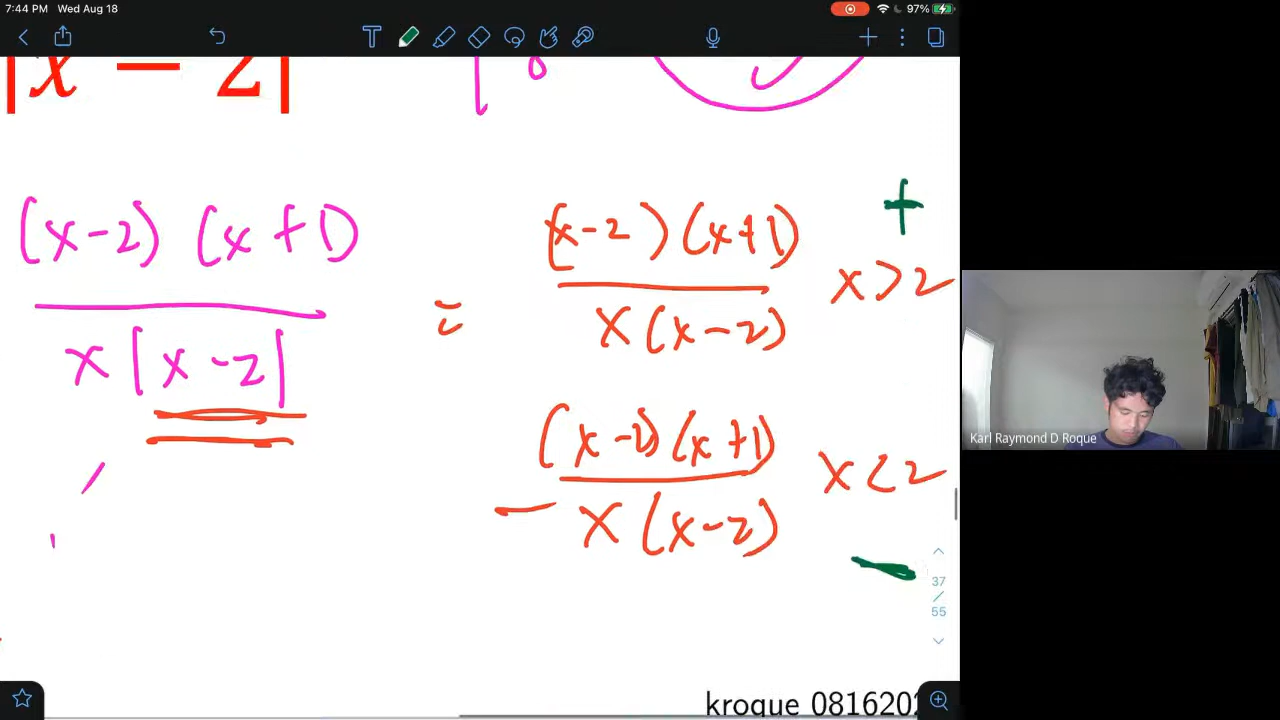 7:44 PM Wed Aug 18
97%
|x − 2|
(x-2) (x+1)
x |x-2|
=
(x-2) (x+1)
x (x-2)
x > 2
+
(x-2) (x+1)
- x (x-2)
x < 2
-
37
/
55
Karl Raymond D Roque
kroque 0816202